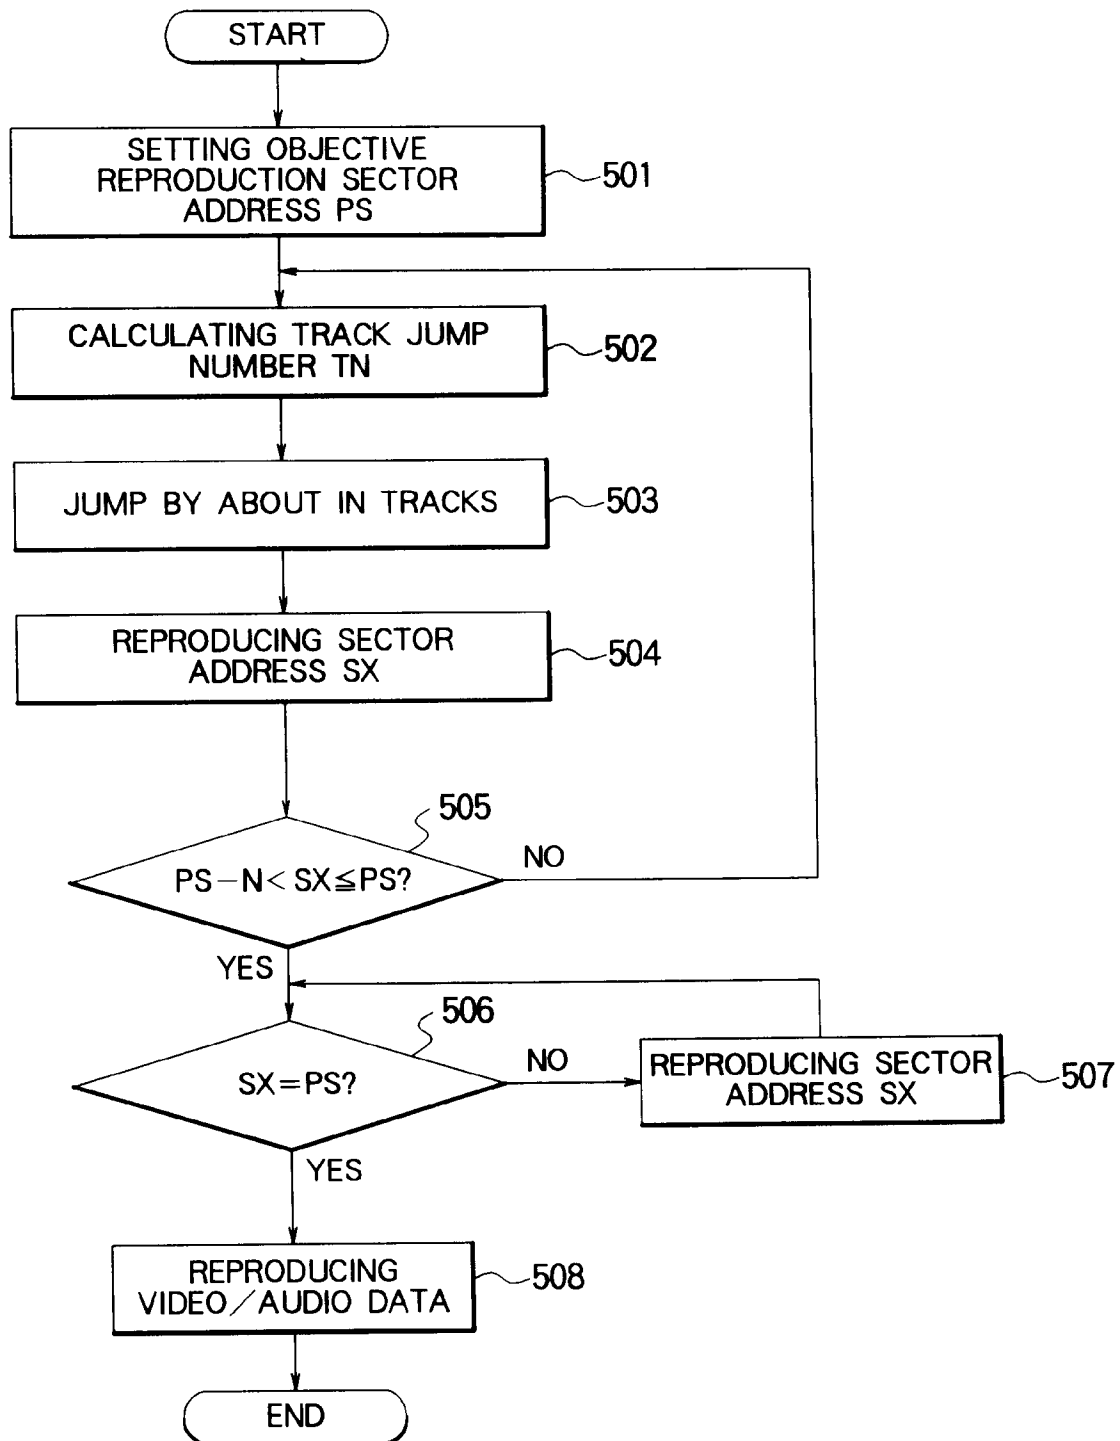 START
SETTING OBJECTIVE
REPRODUCTION SECTOR
ADDRESS PS
501
CALCULATING TRACK JUMP
NUMBER TN
502
JUMP BY ABOUT IN TRACKS
503
REPRODUCING SECTOR
ADDRESS SX
504
505
PS−N< SX≦PS?
NO
YES
506
SX=PS?
NO
REPRODUCING SECTOR
ADDRESS SX
507
YES
REPRODUCING
VIDEO/AUDIO DATA
508
END